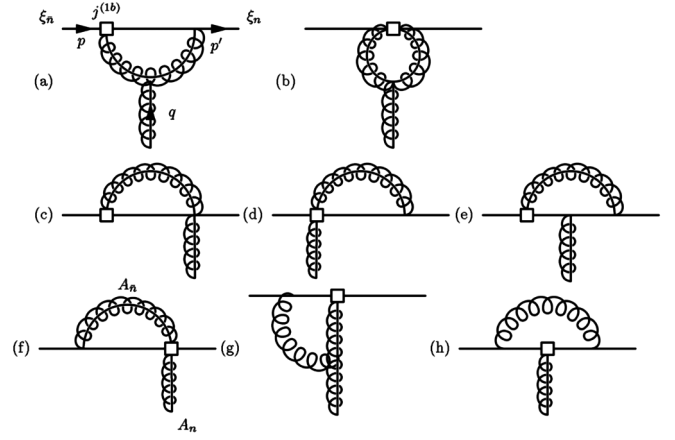 ξn̄ j(1b) ξn
p p′
(a) (b)
q
(c) (d) (e)
An̄
(f) (g) (h)
An